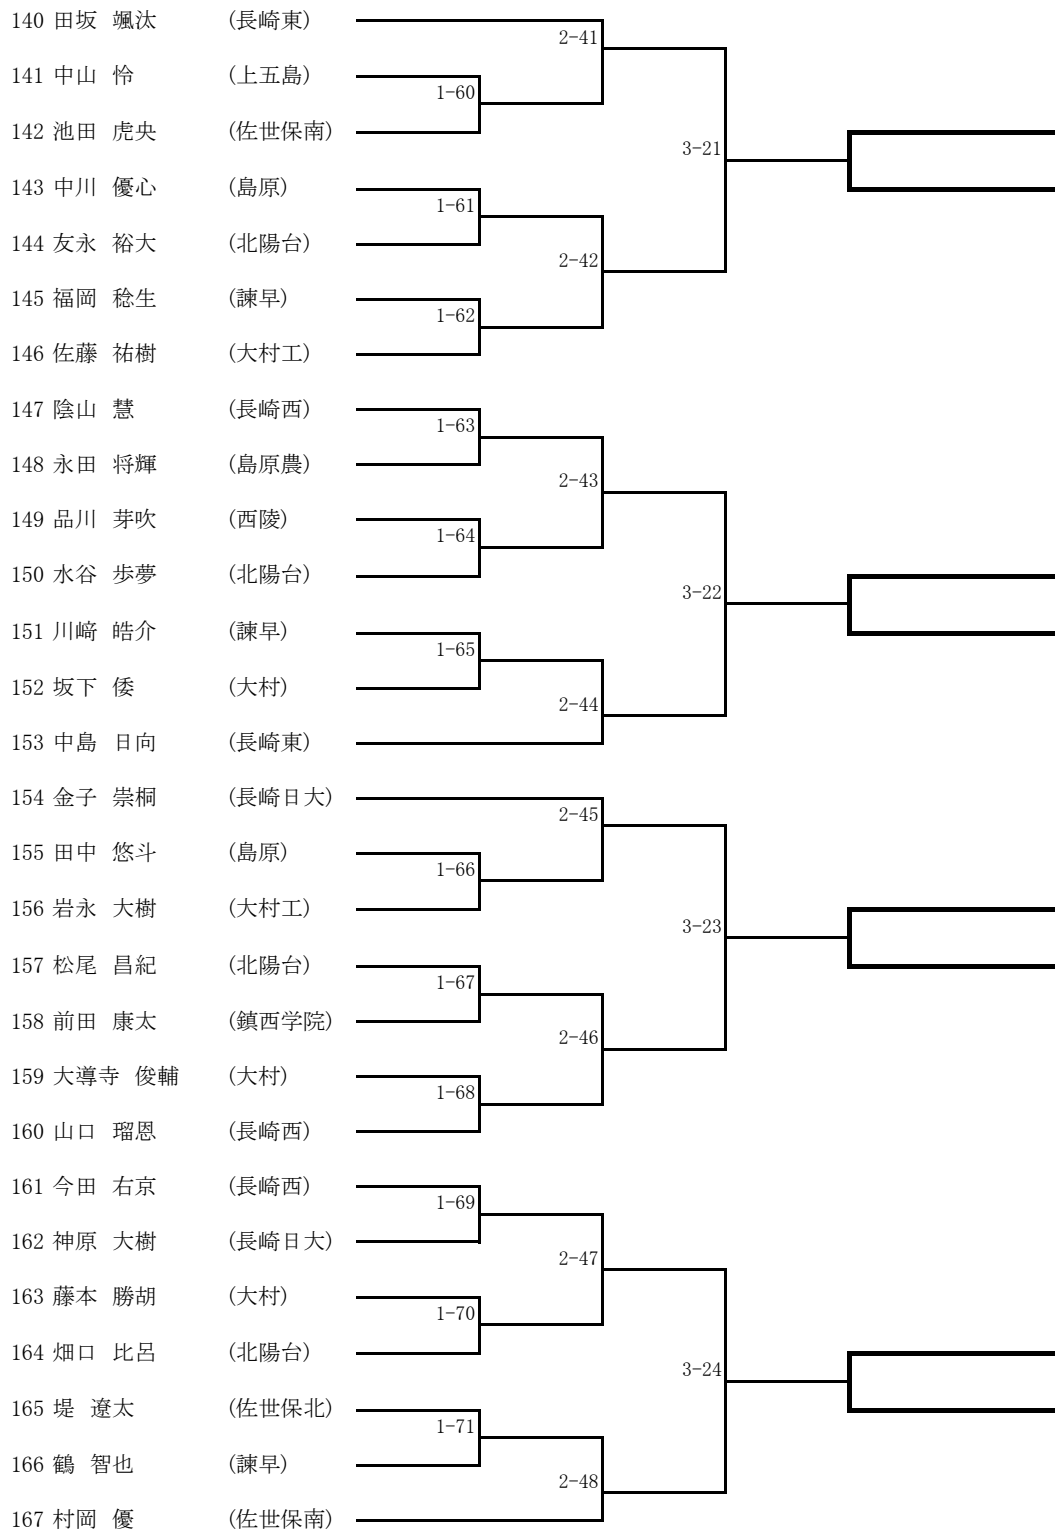 140 田坂 颯汰 (長崎東)
2-41
141 中山 怜 (上五島)
1-60
142 池田 虎央 (佐世保南)
3-21
143 中川 優心 (島原)
1-61
144 友永 裕大 (北陽台)
2-42
145 福岡 稔生 (諫早)
1-62
146 佐藤 祐樹 (大村工)
147 陰山 慧 (長崎西)
1-63
148 永田 将輝 (島原農)
2-43
149 品川 芽吹 (西陵)
1-64
150 水谷 歩夢 (北陽台)
3-22
151 川﨑 皓介 (諫早)
1-65
152 坂下 倭 (大村)
2-44
153 中島 日向 (長崎東)
154 金子 崇桐 (長崎日大)
2-45
155 田中 悠斗 (島原)
1-66
156 岩永 大樹 (大村工)
3-23
157 松尾 昌紀 (北陽台)
1-67
158 前田 康太 (鎮西学院)
2-46
159 大導寺 俊輔 (大村)
1-68
160 山口 瑠恩 (長崎西)
161 今田 右京 (長崎西)
1-69
162 神原 大樹 (長崎日大)
2-47
163 藤本 勝胡 (大村)
1-70
164 畑口 比呂 (北陽台)
3-24
165 堤 遼太 (佐世保北)
1-71
166 鶴 智也 (諫早)
2-48
167 村岡 優 (佐世保南)